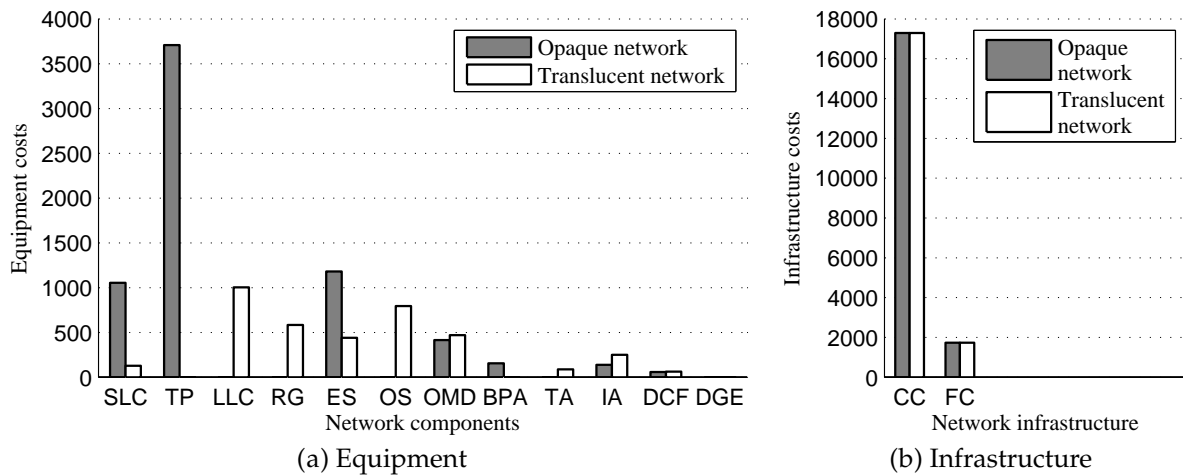 4000
3500
3000
2500
2000
1500
1000
500
0
Equipment costs
Opaque network
Translucent network
SLC TP LLC RG ES OS OMD BPA TA IA DCF DGE
Network components
(a) Equipment
18000
16000
14000
12000
10000
8000
6000
4000
2000
0
Infrastructure costs
Opaque
network
Translucent
network
CC FC
Network infrastructure
(b) Infrastructure